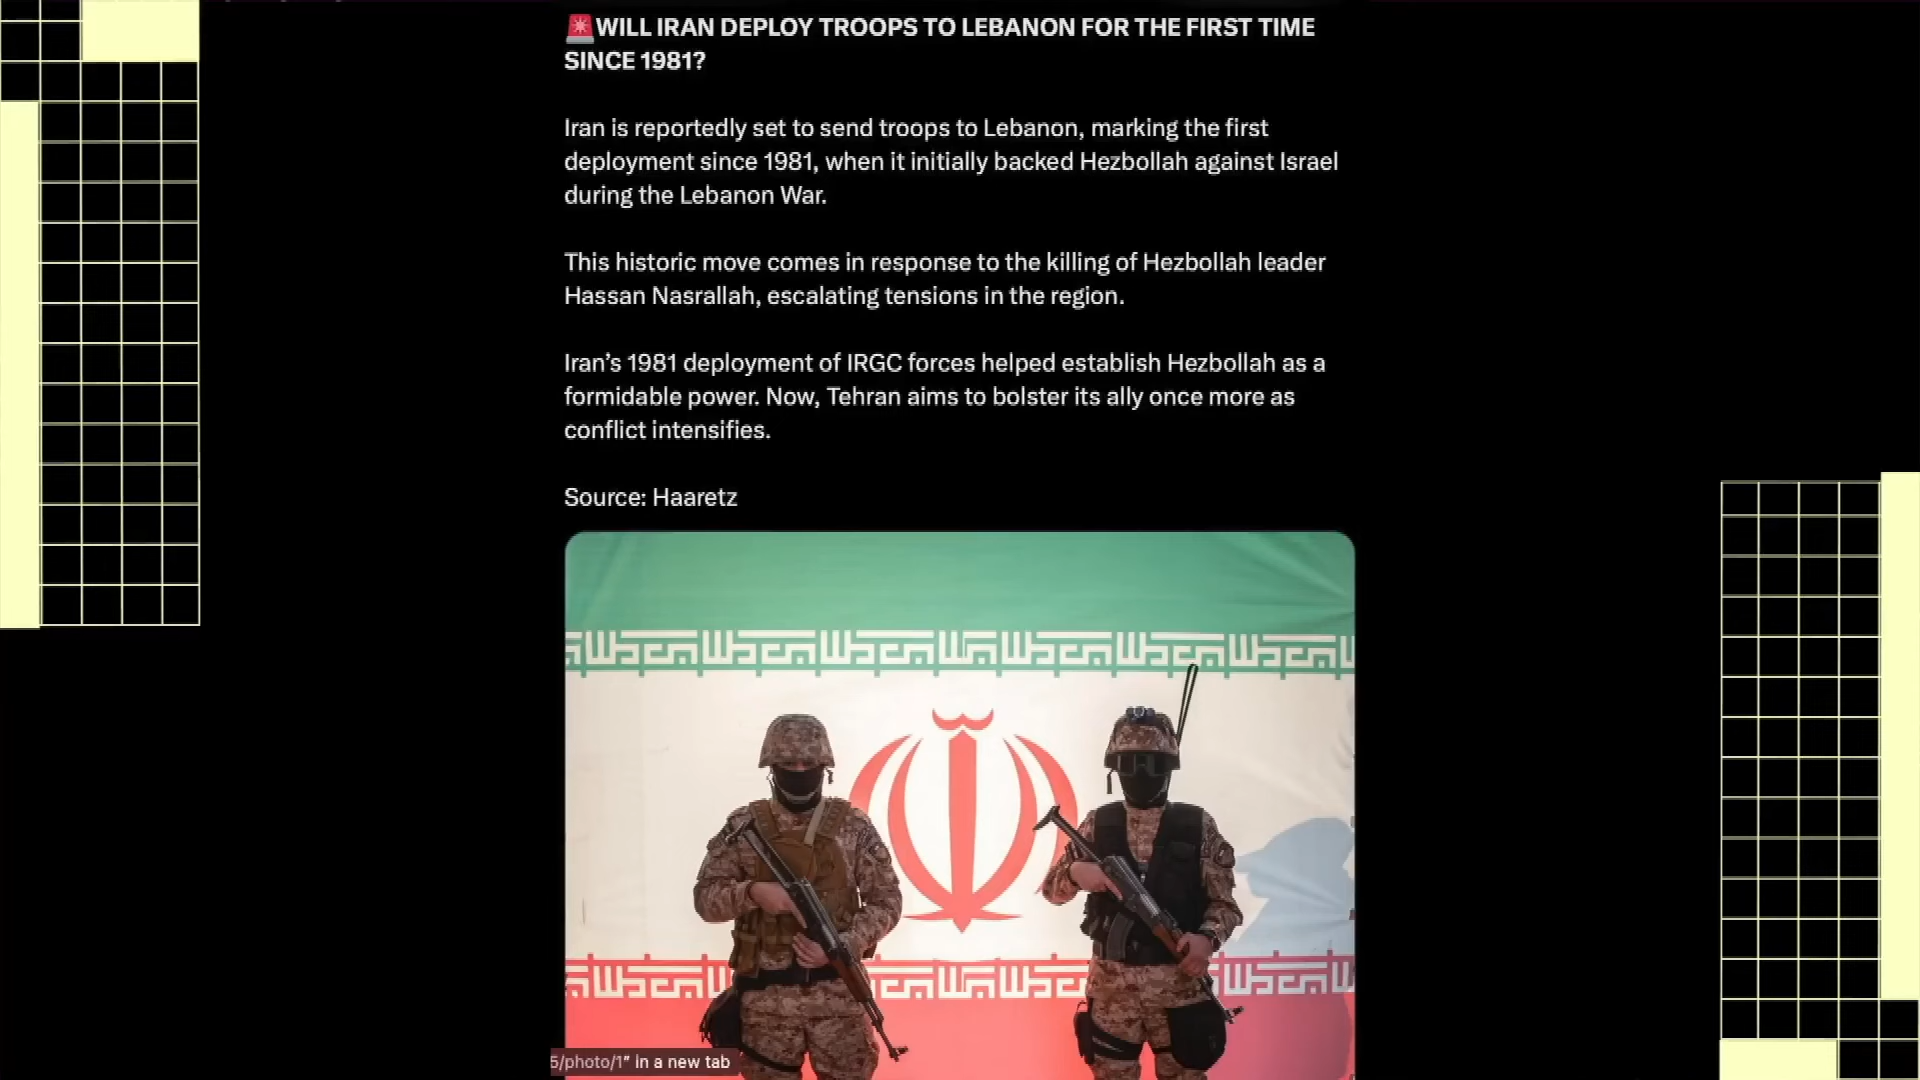 🚨WILL IRAN DEPLOY TROOPS TO LEBANON FOR THE FIRST TIME
SINCE 1981?
Iran is reportedly set to send troops to Lebanon, marking the first
deployment since 1981, when it initially backed Hezbollah against Israel
during the Lebanon War.
This historic move comes in response to the killing of Hezbollah leader
Hassan Nasrallah, escalating tensions in the region.
Iran’s 1981 deployment of IRGC forces helped establish Hezbollah as a
formidable power. Now, Tehran aims to bolster its ally once more as
conflict intensifies.
Source: Haaretz
5/photo/1” in a new tab